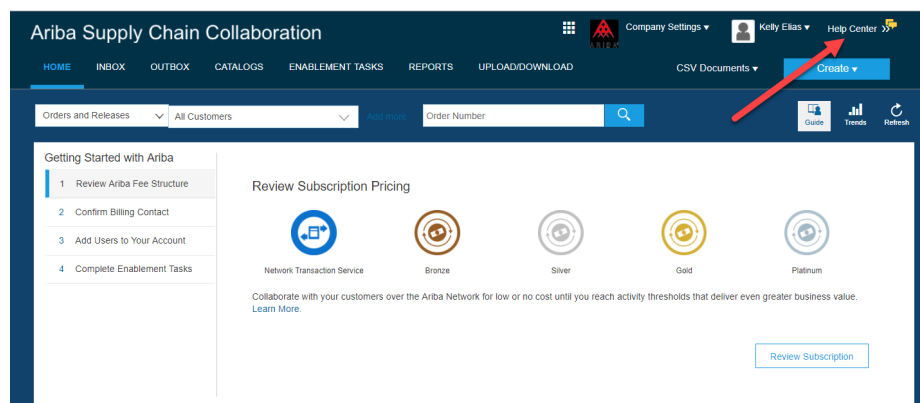 Ariba Supply Chain Collaboration
ARIBA
Company Settings ▾
Kelly Elias ▾
Help Center »
HOME INBOX OUTBOX CATALOGS ENABLEMENT TASKS REPORTS UPLOAD/DOWNLOAD
CSV Documents ▾
Create ▾
Orders and Releases
All Customers
Add more
Order Number
Guide Trends Refresh
Getting Started with Ariba
1 Review Ariba Fee Structure
2 Confirm Billing Contact
3 Add Users to Your Account
4 Complete Enablement Tasks
Review Subscription Pricing
Network Transaction Service Bronze Silver Gold Platinum
Collaborate with your customers over the Ariba Network for low or no cost until you reach activity thresholds that deliver even greater business value.
Learn More.
Review Subscription